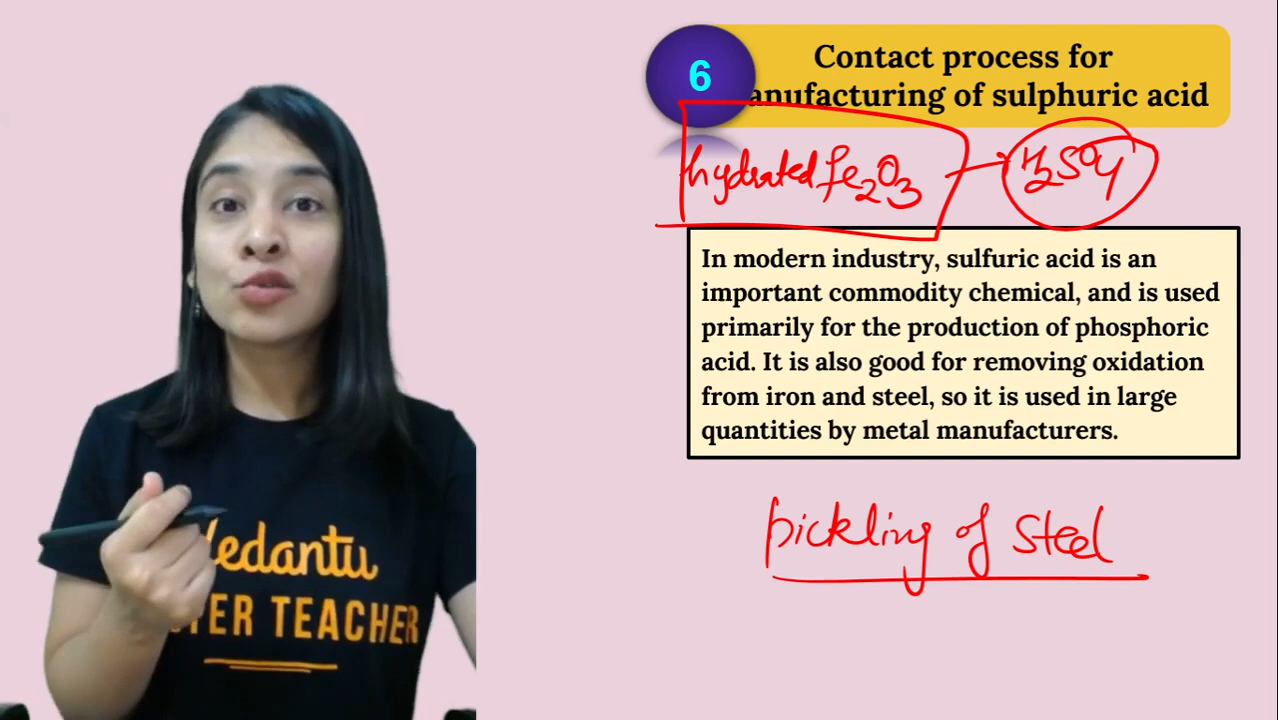 6
Contact process for
anufacturing of sulphuric acid
hydrated Fe2O3 → H2SO4
In modern industry, sulfuric acid is an
important commodity chemical, and is used
primarily for the production of phosphoric
acid. It is also good for removing oxidation
from iron and steel, so it is used in large
quantities by metal manufacturers.
pickling of Steel
Vedantu
TER TEACHER